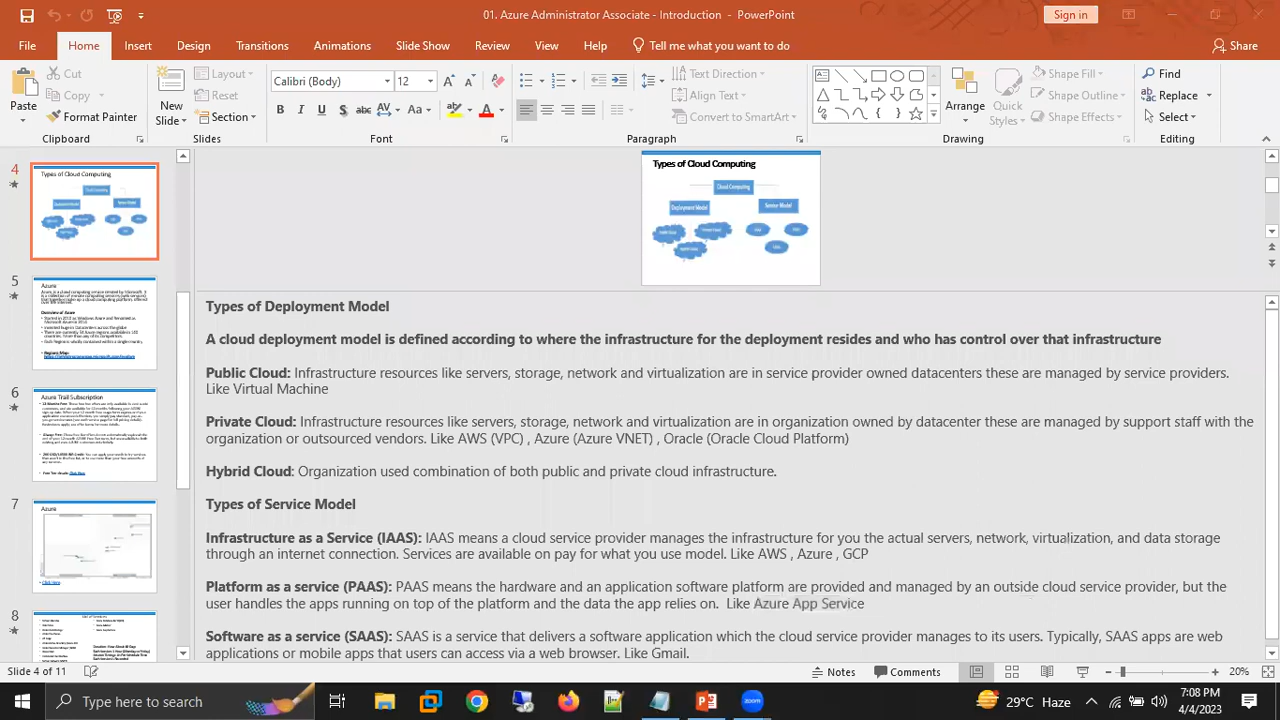 01. Azure Administrator Associate - Introduction - PowerPoint
Sign in
File Home Insert Design Transitions Animations Slide Show Review View Help Tell me what you want to do Share
Paste
Cut
Copy
Format Painter
Clipboard
New Slide
Layout
Reset
Section
Slides
Calibri (Body) 12
Font
Paragraph
Text Direction
Align Text
Convert to SmartArt
Arrange
Quick Styles
Drawing
Shape Fill
Shape Outline
Shape Effects
Find
Replace
Select
Editing
4
Types of Cloud Computing
5
Azure
Overview of Azure
6
Azure Trail Subscription
7
Azure
8
Types of Cloud Computing
Cloud Computing
Deployment Model
Service Model
Types of Deployment Model
A cloud deployment model is defined according to where the infrastructure for the deployment resides and who has control over that infrastructure
Public Cloud: Infrastructure resources like servers, storage, network and virtualization are in service provider owned datacenters these are managed by service providers.
Like Virtual Machine
Private Cloud: Infrastructure resources like servers, storage, network and virtualization are in organization owned by datacenter these are managed by support staff with the
organization or outsourced vendors. Like AWS (VPC) , Azure (Azure VNET) , Oracle (Oracle Cloud Platform)
Hybrid Cloud: Organization used combination of both public and private cloud infrastructure.
Types of Service Model
Infrastructure as a Service (IAAS): IAAS means a cloud service provider manages the infrastructure for you the actual servers, network, virtualization, and data storage
through an internet connection. Services are available on pay for what you use model. Like AWS , Azure , GCP
Platform as a service (PAAS): PAAS means the hardware and an application software platform are provided and managed by an outside cloud service provider, but the
user handles the apps running on top of the platform and the data the app relies on. Like Azure App Service
Software as a service (SAAS): SAAS is a service that delivers a software application which the cloud service provider manages to its users. Typically, SAAS apps are web
applications or mobile apps that users can access via a web browser. Like Gmail.
Slide 4 of 11
Notes Comments 20%
Type here to search
29°C Haze
3:08 PM
4/4/2023